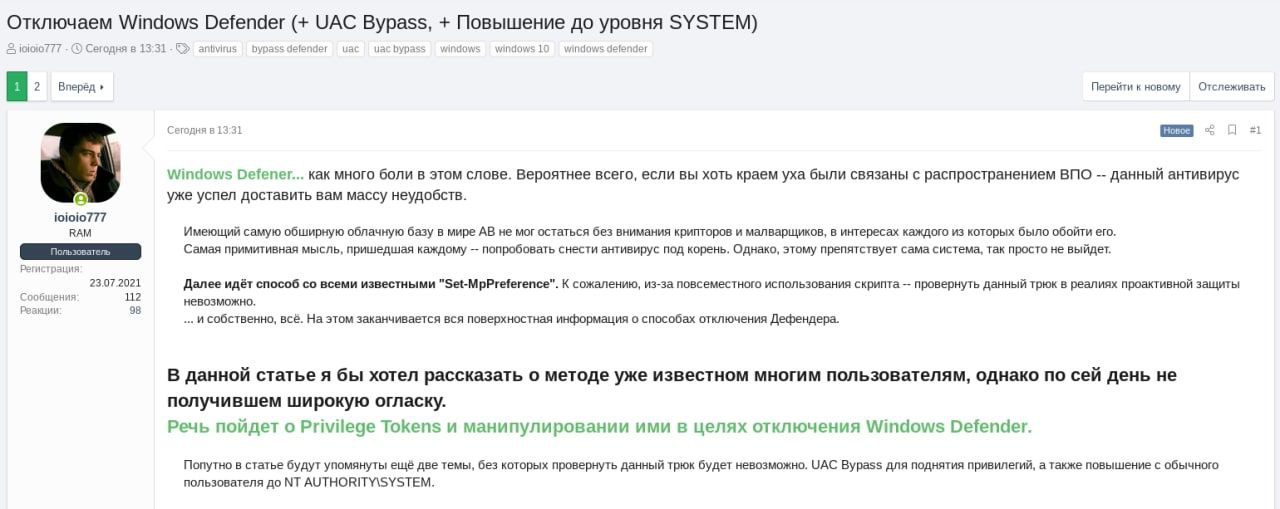 Отключаем Windows Defender (+ UAC Bypass, + Повышение до уровня SYSTEM)
ioioio777 · Сегодня в 13:31 · antivirus bypass defender uac uac bypass windows windows 10 windows defender
1 2 Вперёд Перейти к новому Отслеживать
Сегодня в 13:31 Новое #1
ioioio777
RAM
Пользователь
Регистрация:
23.07.2021
Сообщения: 112
Реакции: 98
Windows Defener... как много боли в этом слове. Вероятнее всего, если вы хоть краем уха были связаны с распространением ВПО -- данный антивирус
уже успел доставить вам массу неудобств.
Имеющий самую обширную облачную базу в мире АВ не мог остаться без внимания крипторов и малварщиков, в интересах каждого из которых было обойти его.
Самая примитивная мысль, пришедшая каждому -- попробовать снести антивирус под корень. Однако, этому препятствует сама система, так просто не выйдет.
Далее идёт способ со всеми известными "Set-MpPreference". К сожалению, из-за повсеместного использования скрипта -- провернуть данный трюк в реалиях проактивной защиты
невозможно.
... и собственно, всё. На этом заканчивается вся поверхностная информация о способах отключения Дефендера.
В данной статье я бы хотел рассказать о методе уже известном многим пользователям, однако по сей день не
получившем широкую огласку.
Речь пойдет о Privilege Tokens и манипулировании ими в целях отключения Windows Defender.
Попутно в статье будут упомянуты ещё две темы, без которых провернуть данный трюк будет невозможно. UAC Bypass для поднятия привилегий, а также повышение с обычного
пользователя до NT AUTHORITY\SYSTEM.